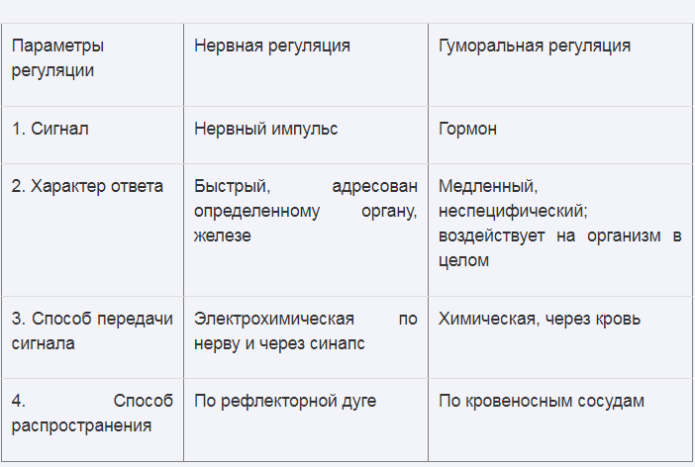 Параметры регуляции
Нервная регуляция
Гуморальная регуляция
1. Сигнал
Нервный импульс
Гормон
2. Характер ответа
Быстрый, адресован
определенному органу,
железе
Медленный,
неспецифический;
воздействует на организм в
целом
3. Способ передачи
сигнала
Электрохимическая по
нерву и через синапс
Химическая, через кровь
4. Способ
распространения
По рефлекторной дуге
По кровеносным сосудам